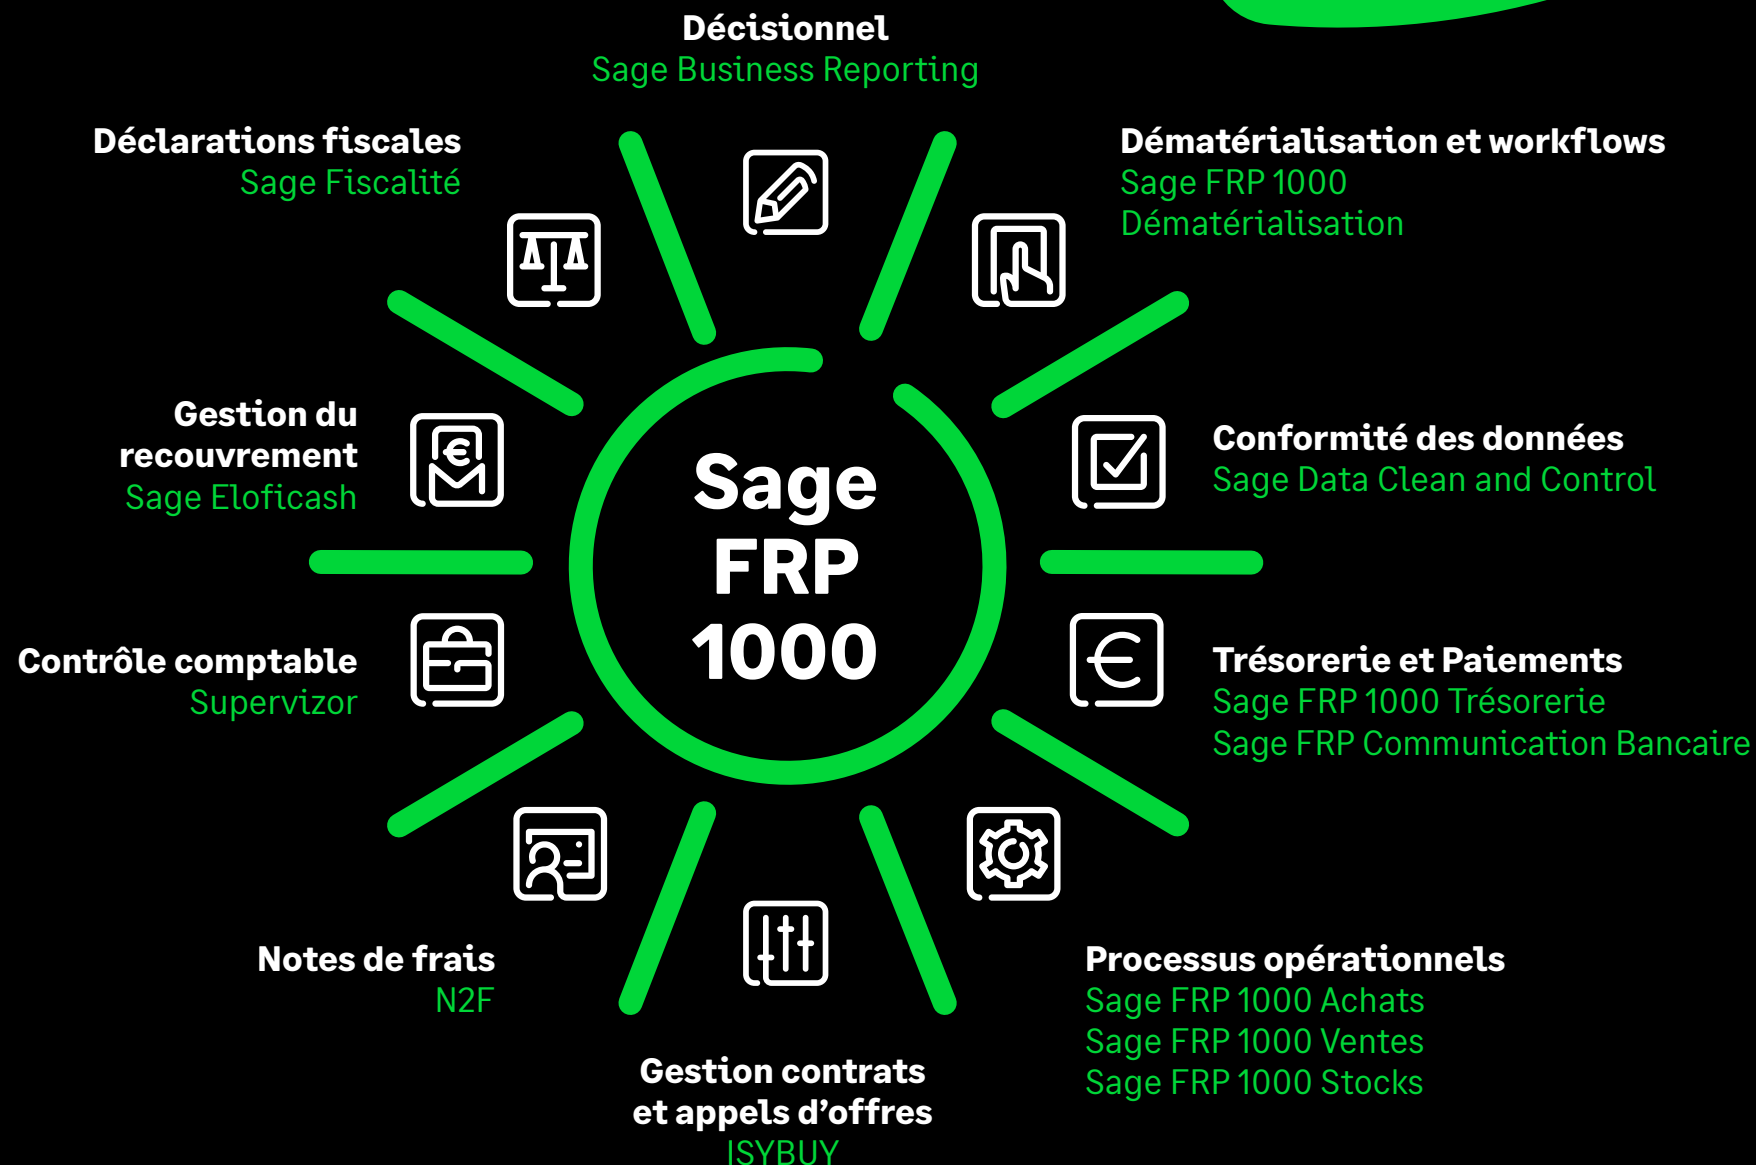 Décisionnel
Sage Business Reporting
Déclarations fiscales
Sage Fiscalité
Dématérialisation et workflows
Sage FRP 1000
Dématérialisation
Gestion du
recouvrement
Sage Eloficash
Conformité des données
Sage Data Clean and Control
Sage
FRP
1000
Contrôle comptable
Supervizor
Trésorerie et Paiements
Sage FRP 1000 Trésorerie
Sage FRP Communication Bancaire
Notes de frais
N2F
Processus opérationnels
Sage FRP 1000 Achats
Sage FRP 1000 Ventes
Sage FRP 1000 Stocks
Gestion contrats
et appels d’offres
ISYBUY